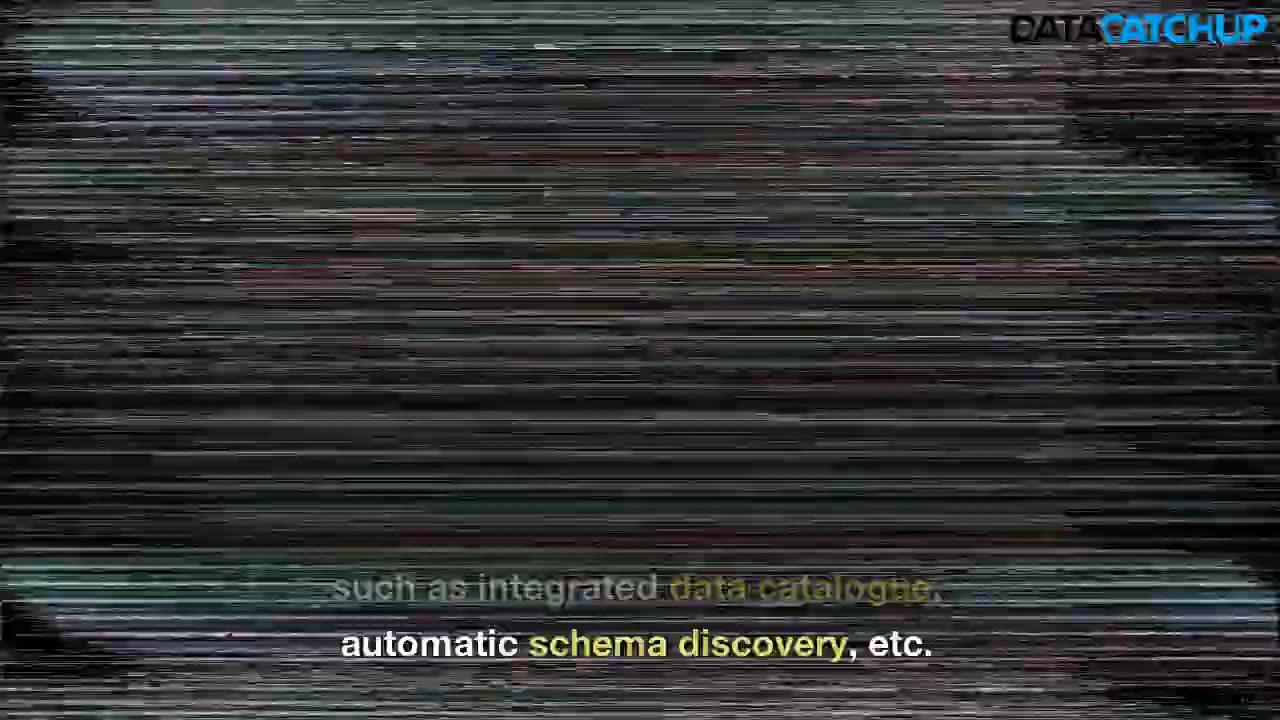 DATACATCHUP
such as integrated data catalogue,
automatic schema discovery, etc.